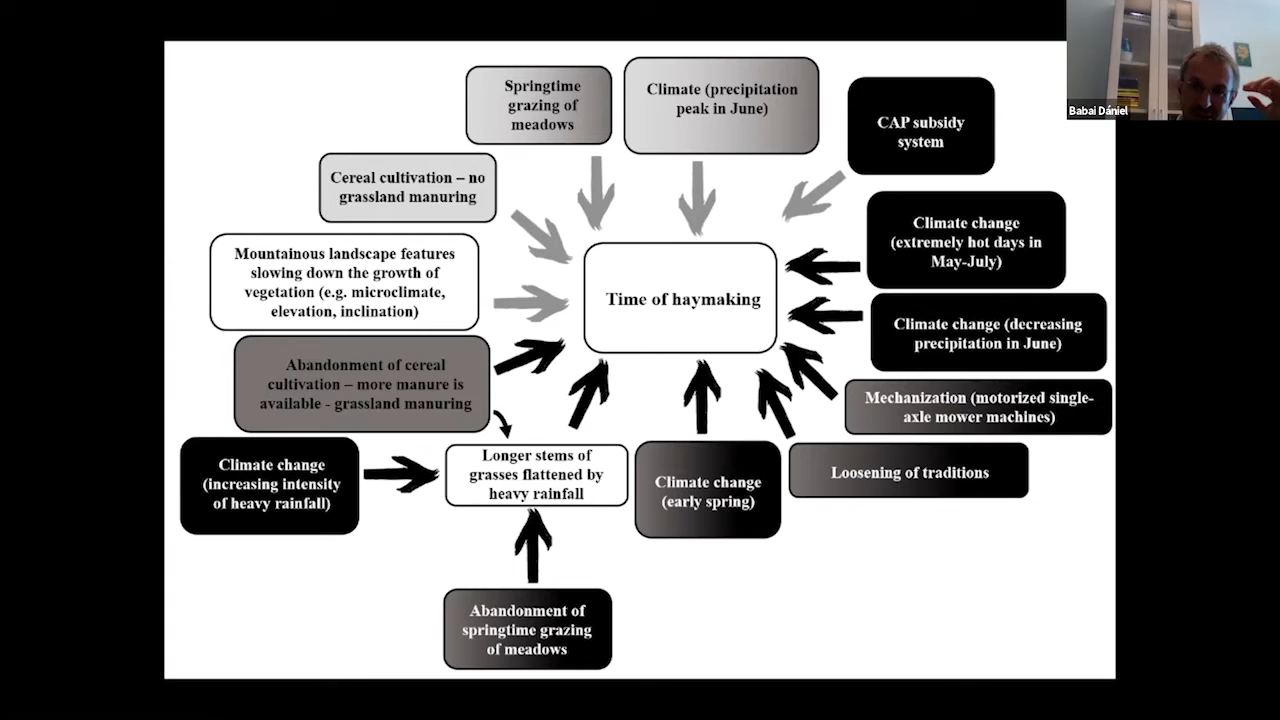 Springtime
grazing of
meadows
Climate (precipitation
peak in June)
CAP subsidy
system
Babai Dániel
Cereal cultivation – no
grassland manuring
Climate change
(extremely hot days in
May-July)
Mountainous landscape features
slowing down the growth of
vegetation (e.g. microclimate,
elevation, inclination)
Time of haymaking
Climate change (decreasing
precipitation in June)
Abandonment of cereal
cultivation – more manure is
available - grassland manuring
Mechanization (motorized single-
axle mower machines)
Climate change
(increasing intensity
of heavy rainfall)
Longer stems of
grasses flattened by
heavy rainfall
Climate change
(early spring)
Loosening of traditions
Abandonment of
springtime grazing
of meadows